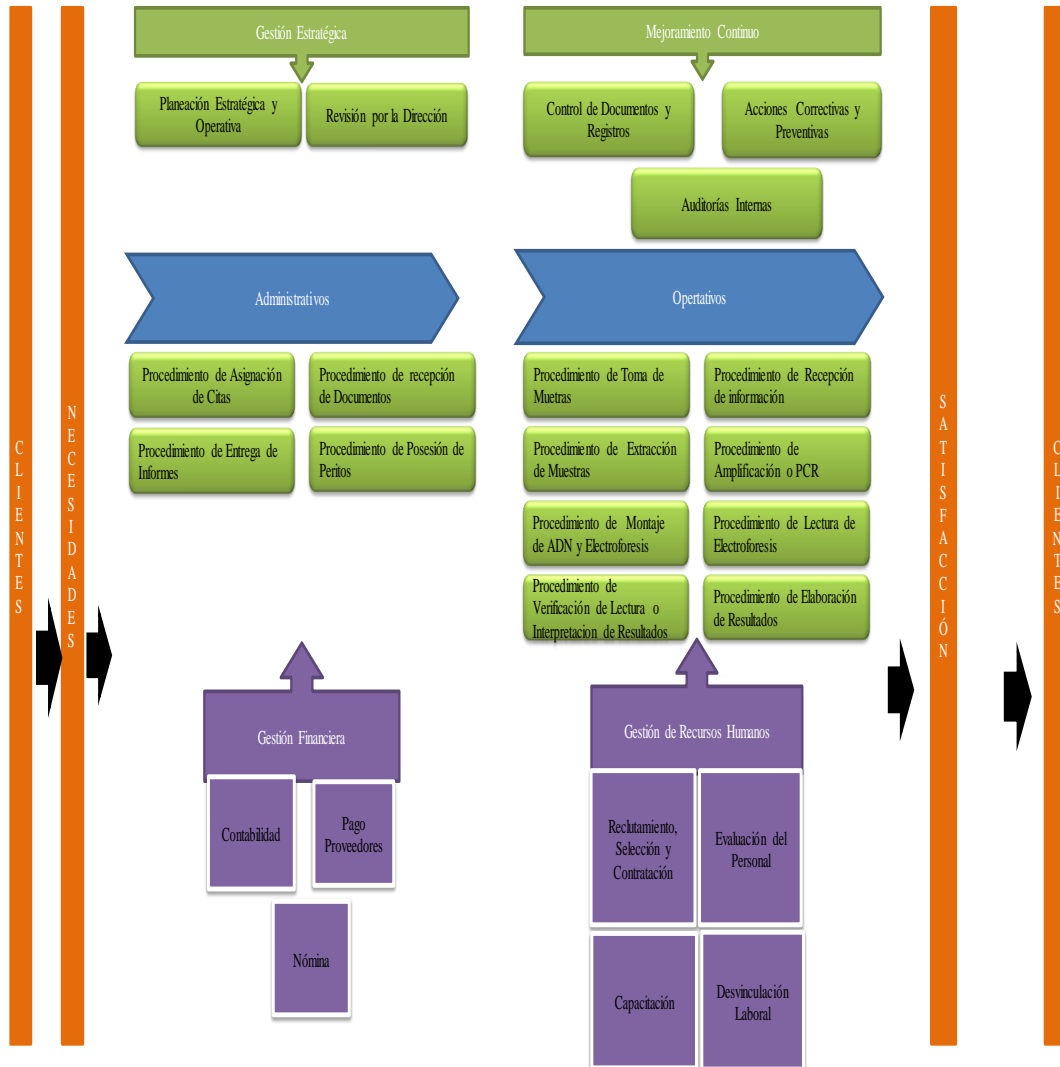 CLIENTES
NECESIDADES
Gestión Estratégica
Planeación Estratégica y
Operativa
Revisión por la Dirección
Mejoramiento Continuo
Control de Documentos y
Registros
Acciones Correctivas y
Preventivas
Auditorías Internas
Administrativos
Procedimiento de Asignación
de Citas
Procedimiento de recepción
de Documentos
Procedimiento de Entrega de
Informes
Procedimiento de Posesión de
Peritos
Opertativos
Procedimiento de Toma de
Muetras
Procedimiento de Recepción
de información
Procedimiento de Extracción
de Muestras
Procedimiento de
Amplificación o PCR
Procedimiento de Montaje
de ADN y Electroforesis
Procedimiento de Lectura de
Electroforesis
Procedimiento de
Verificación de Lectura o
Interpretacion de Resultados
Procedimiento de Elaboración
de Resultados
Gestión Financiera
Contabilidad
Pago
Proveedores
Nómina
Gestión de Recursos Humanos
Reclutamiento,
Selección y
Contratación
Evaluación del
Personal
Capacitación
Desvinculación
Laboral
SATISFACCIÓN
CLIENTES